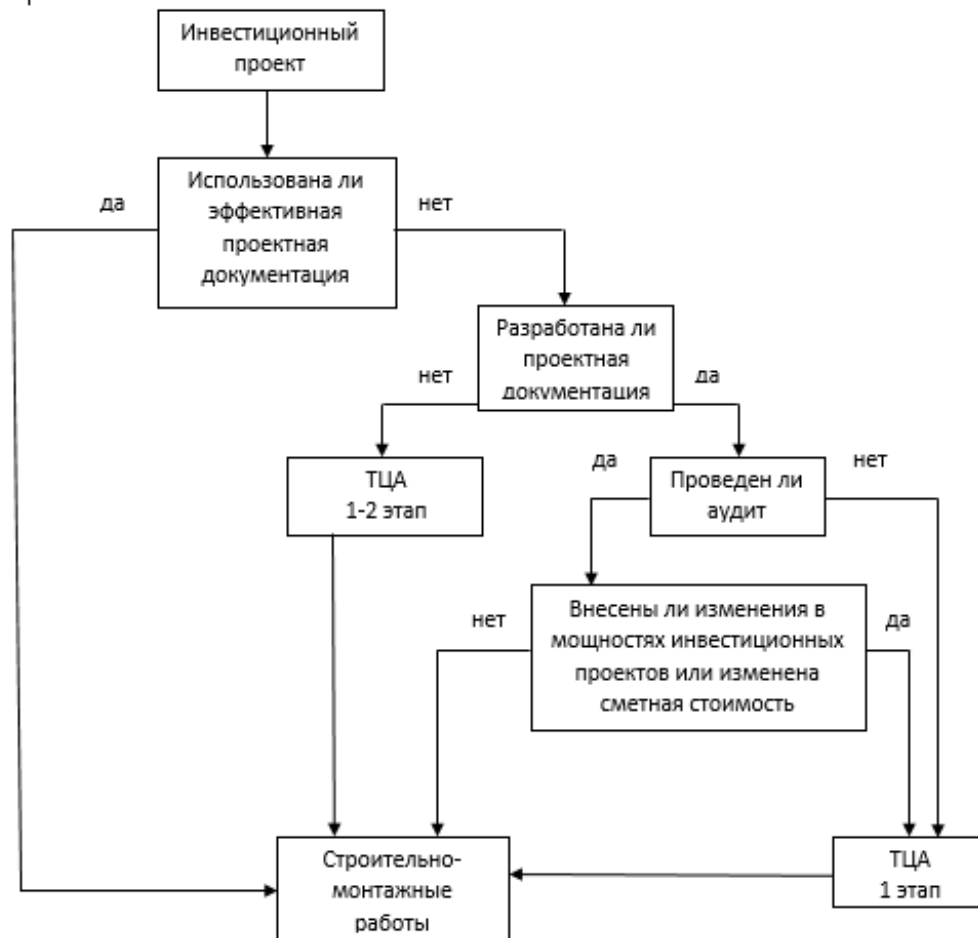 Инвестиционный
проект
Использована ли
эффективная
проектная
документация
да
нет
Разработана ли
проектная
документация
нет
да
ТЦА
1-2 этап
да
Проведен ли
аудит
нет
нет
Внесены ли изменения в
мощностях инвестиционных
проектов или изменена
сметная стоимость
да
Строительно-
монтажные
работы
ТЦА
1 этап